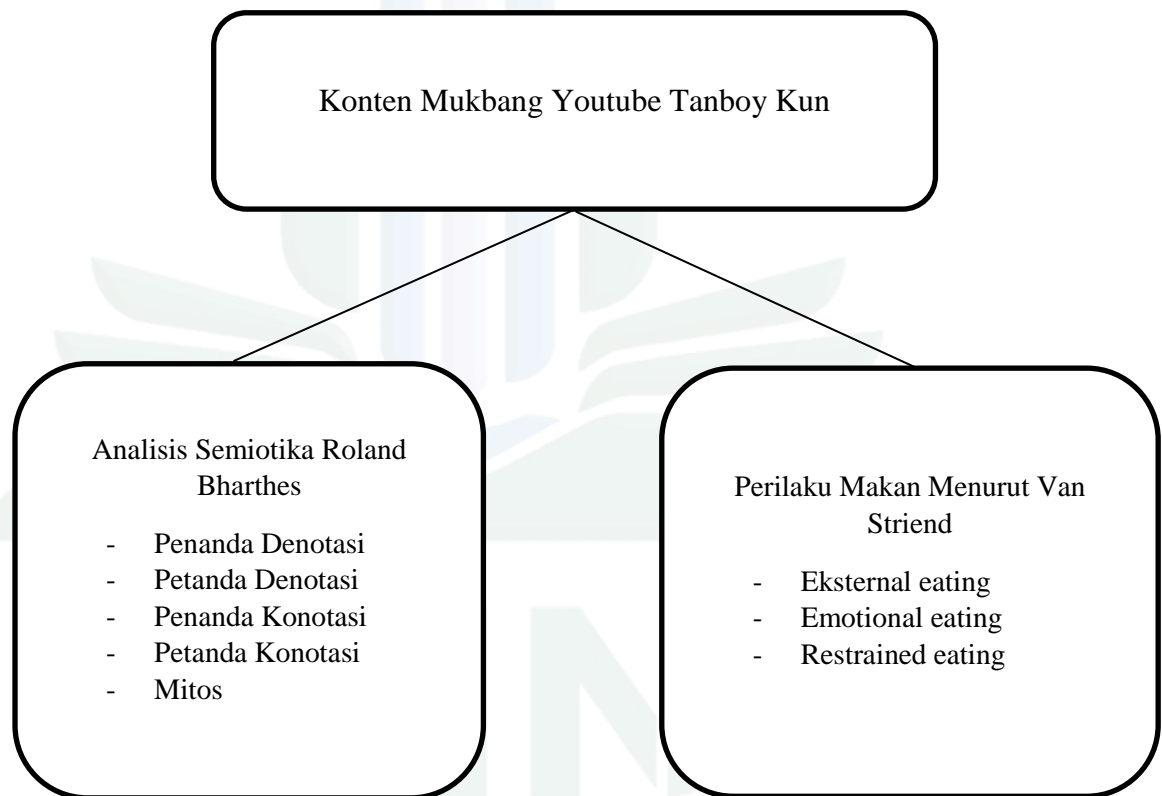 Konten Mukbang Youtube Tanboy Kun
Analisis Semiotika Roland
Bharthes
- Penanda Denotasi
- Petanda Denotasi
- Penanda Konotasi
- Petanda Konotasi
- Mitos
Perilaku Makan Menurut Van
Striend
- Eksternal eating
- Emotional eating
- Restrained eating